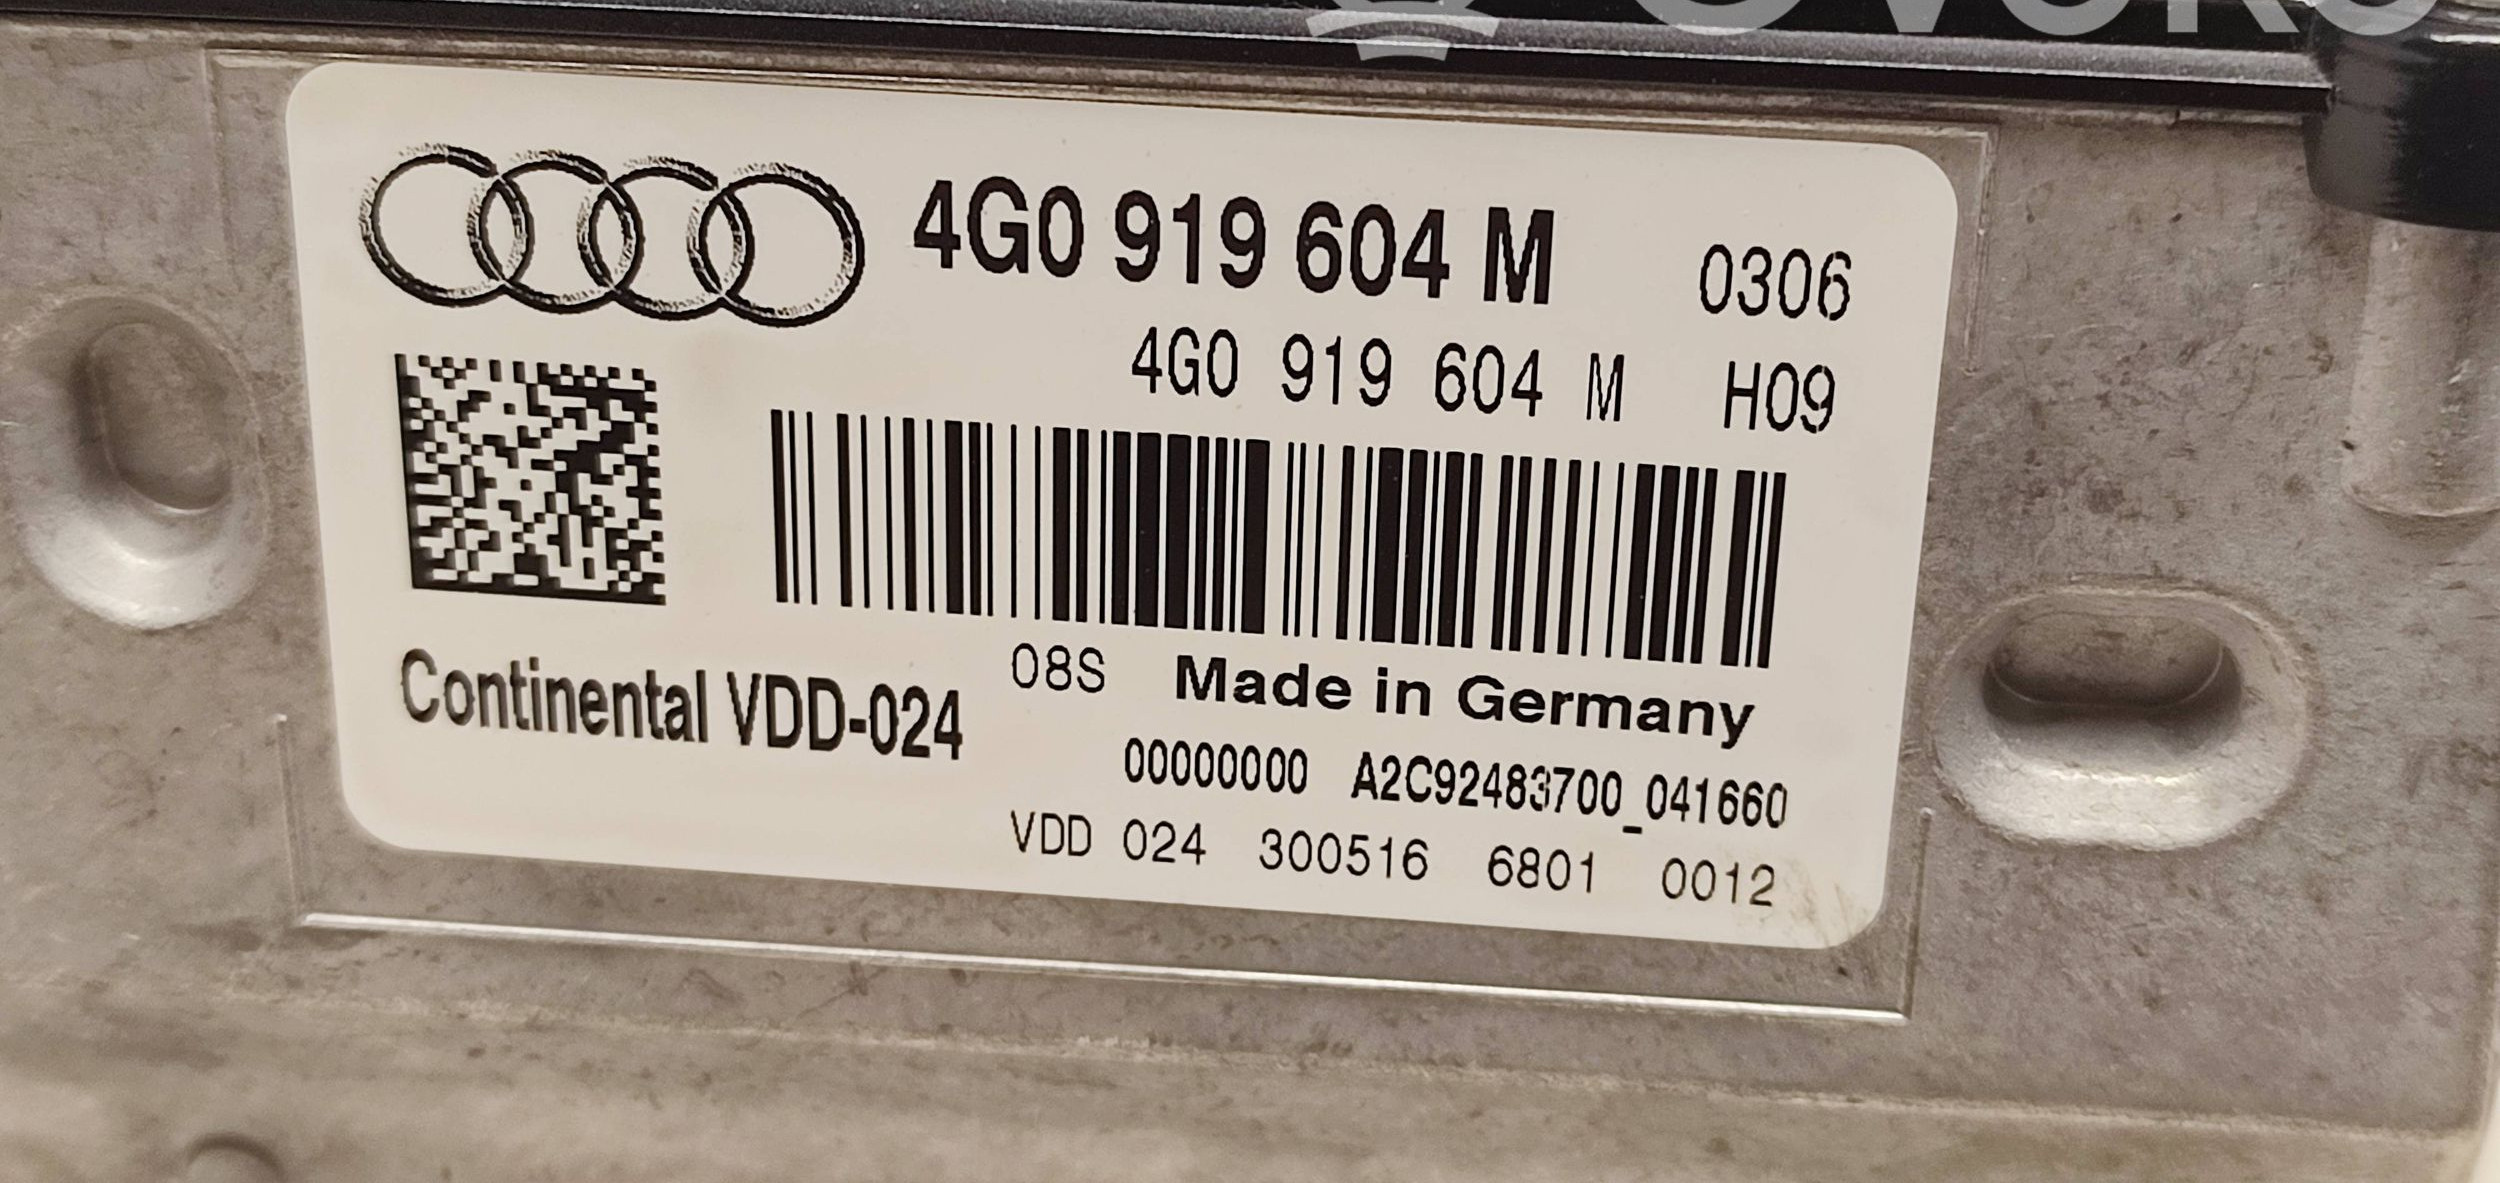 4G0 919 604 M 0306
4G0 919 604 M H09
08S Made in Germany
Continental VDD-024
00000000 A2C92483700_041660
VDD 024 300516 6801 0012